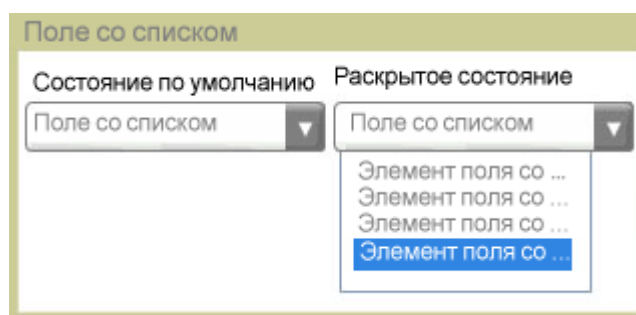 Поле со списком
Состояние по умолчанию
Раскрытое состояние
Поле со списком
Поле со списком
Элемент поля со ...
Элемент поля со ...
Элемент поля со ...
Элемент поля со ...